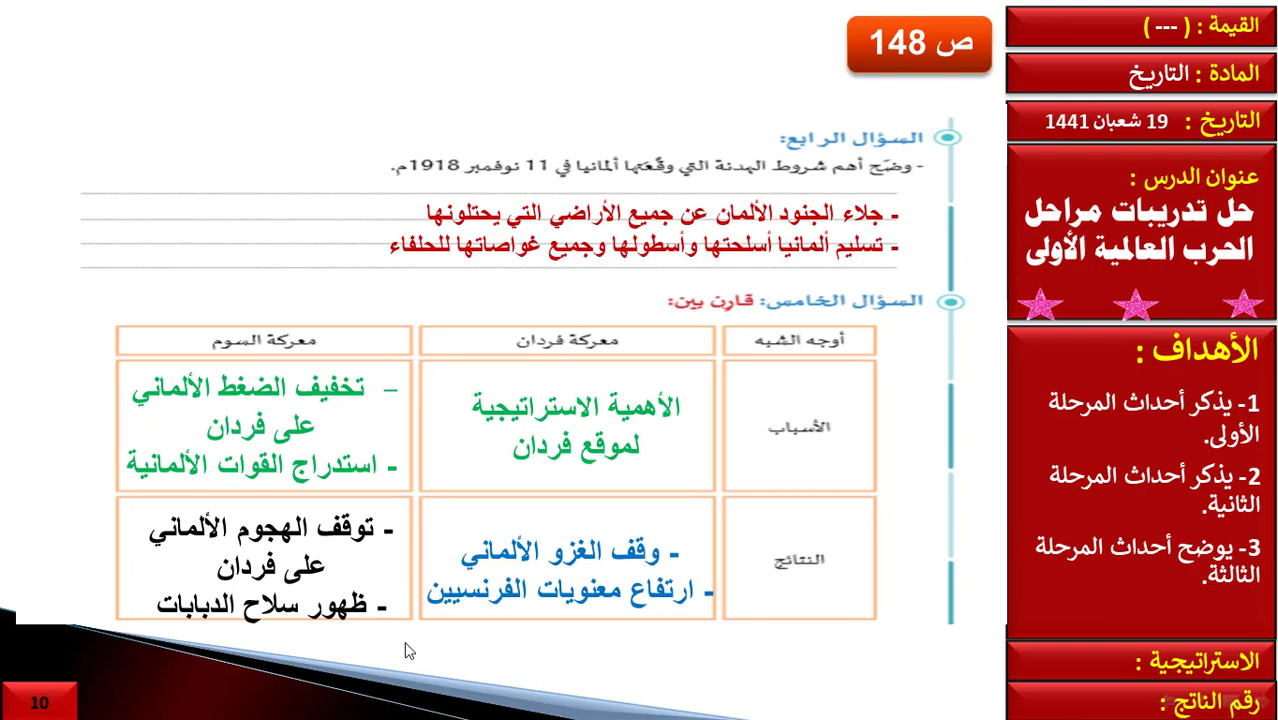 القيمة : ( --- )
المادة : التاريخ
التاريخ : 19 شعبان 1441
عنوان الدرس :
حل تدريبات مراحل
الحرب العالمية الأولى
الأهداف :
1- يذكر أحداث المرحلة
الأولى.
2- يذكر أحداث المرحلة
الثانية.
3- يوضح أحداث المرحلة
الثالثة.
الاستراتيجية :
رقم الناتج :
ص 148
السؤال الرابع:
- وضّح أهم شروط الهدنة التي وقّعتها ألمانيا في 11 نوفمبر 1918م.
- جلاء الجنود الألمان عن جميع الأراضي التي يحتلونها
- تسليم ألمانيا أسلحتها وأسطولها وجميع غواصاتها للحلفاء
السؤال الخامس: قارن بين:
أوجه الشبه
معركة فردان
معركة السوم
الأسباب
الأهمية الاستراتيجية
لموقع فردان
– تخفيف الضغط الألماني
على فردان
- استدراج القوات الألمانية
النتائج
- وقف الغزو الألماني
- ارتفاع معنويات الفرنسيين
- توقف الهجوم الألماني
على فردان
- ظهور سلاح الدبابات
10